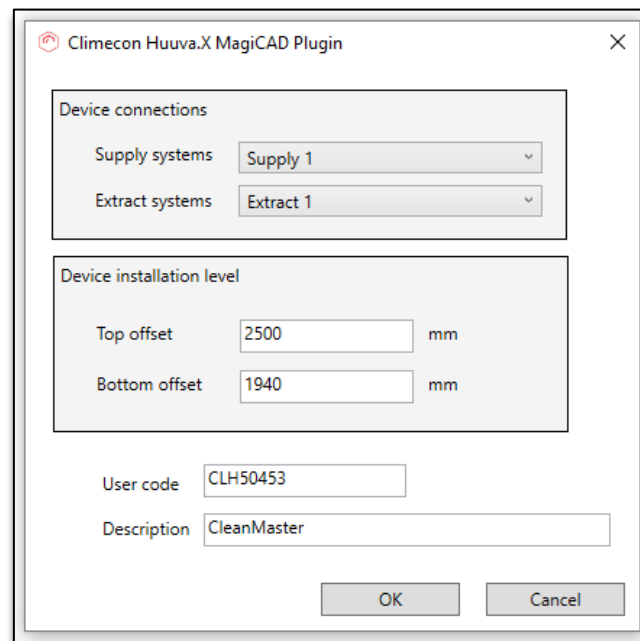 Climecon Huuva.X MagiCAD Plugin
Device connections
Supply systems Supply 1
Extract systems Extract 1
Device installation level
Top offset 2500 mm
Bottom offset 1940 mm
User code CLH50453
Description CleanMaster
OK Cancel